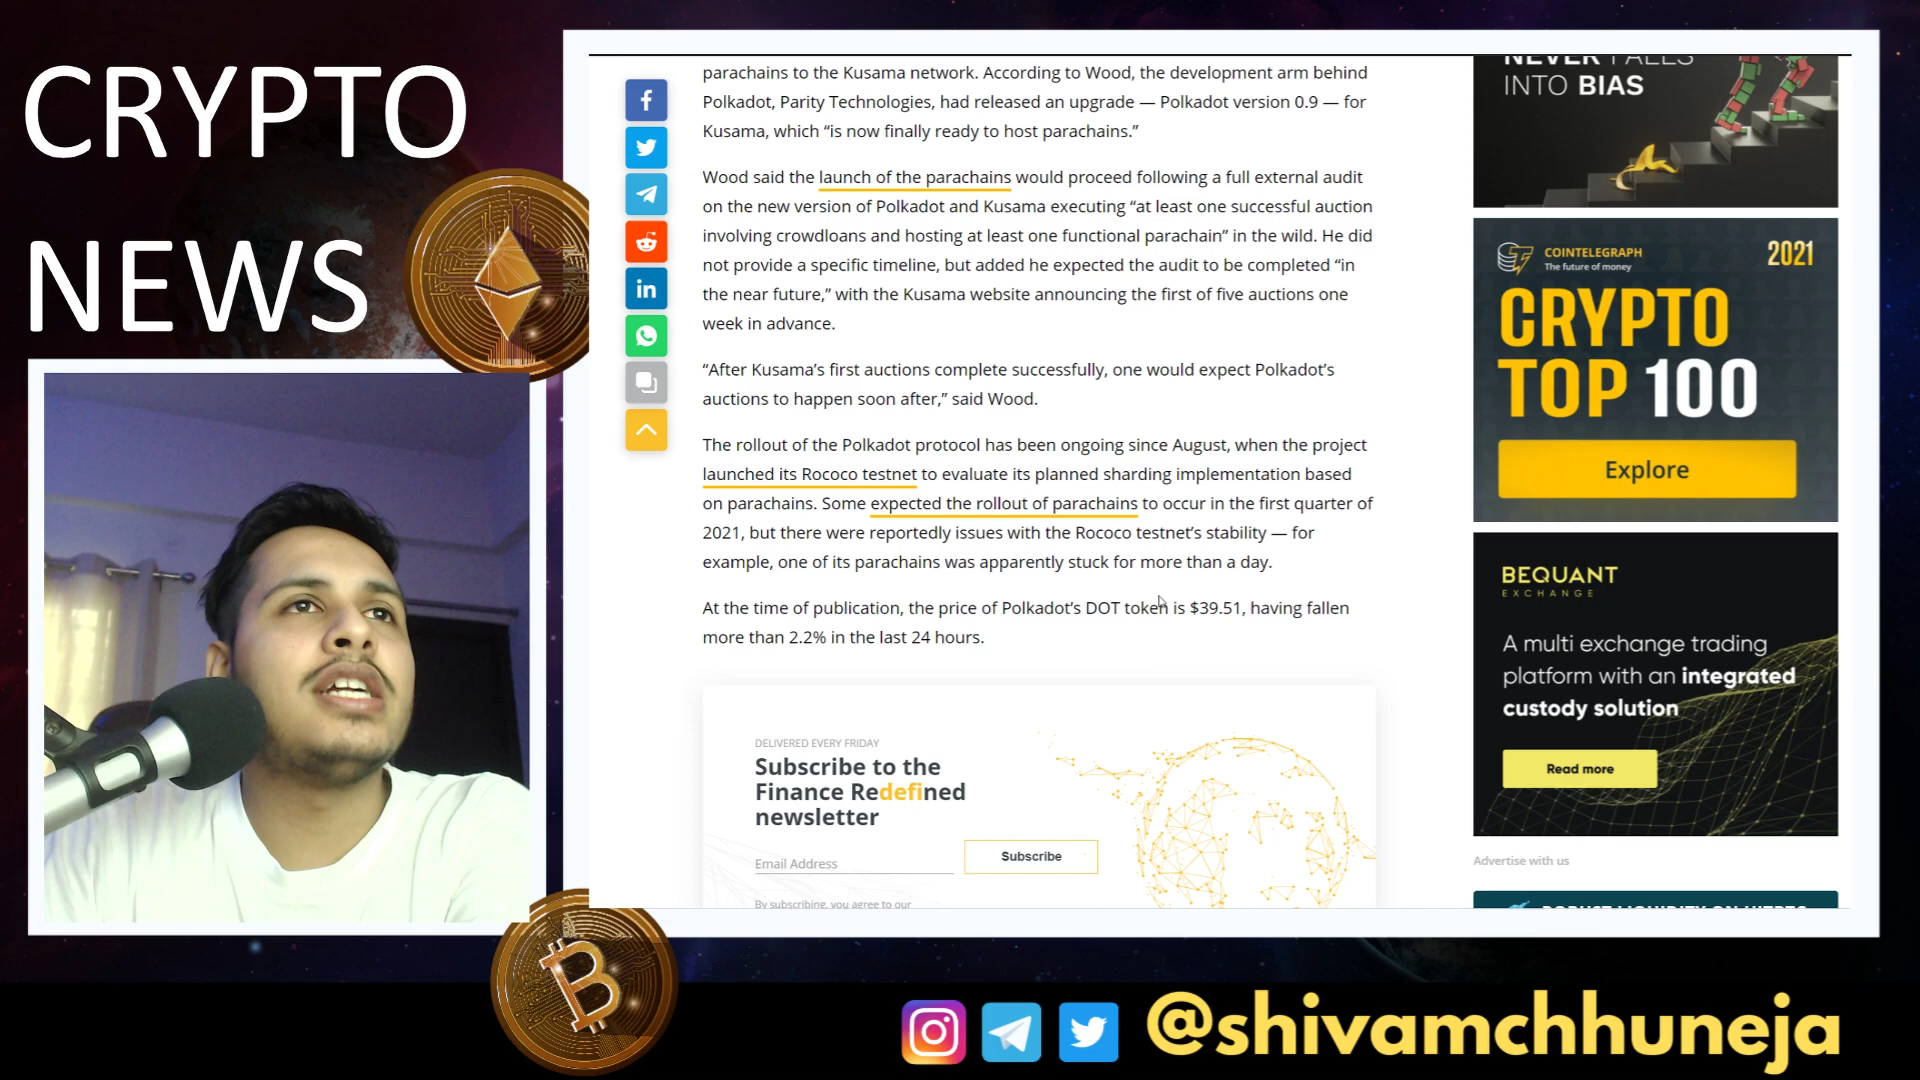 CRYPTO
NEWS
parachains to the Kusama network. According to Wood, the development arm behind
Polkadot, Parity Technologies, had released an upgrade — Polkadot version 0.9 — for
Kusama, which “is now finally ready to host parachains.”
Wood said the launch of the parachains would proceed following a full external audit
on the new version of Polkadot and Kusama executing “at least one successful auction
involving crowdloans and hosting at least one functional parachain” in the wild. He did
not provide a specific timeline, but added he expected the audit to be completed “in
the near future,” with the Kusama website announcing the first of five auctions one
week in advance.
“After Kusama’s first auctions complete successfully, one would expect Polkadot’s
auctions to happen soon after,” said Wood.
The rollout of the Polkadot protocol has been ongoing since August, when the project
launched its Rococo testnet to evaluate its planned sharding implementation based
on parachains. Some expected the rollout of parachains to occur in the first quarter of
2021, but there were reportedly issues with the Rococo testnet’s stability — for
example, one of its parachains was apparently stuck for more than a day.
At the time of publication, the price of Polkadot’s DOT token is $39.51, having fallen
more than 2.2% in the last 24 hours.
DELIVERED EVERY FRIDAY
Subscribe to the
Finance Redefined
newsletter
Email Address
Subscribe
By subscribing, you agree to our
NEVER FALLS
INTO BIAS
COINTELEGRAPH
The future of money
2021
CRYPTO
TOP 100
Explore
BEQUANT
EXCHANGE
A multi exchange trading
platform with an integrated
custody solution
Read more
Advertise with us
ROBUST LIQUIDITY ON
@shivamchhuneja